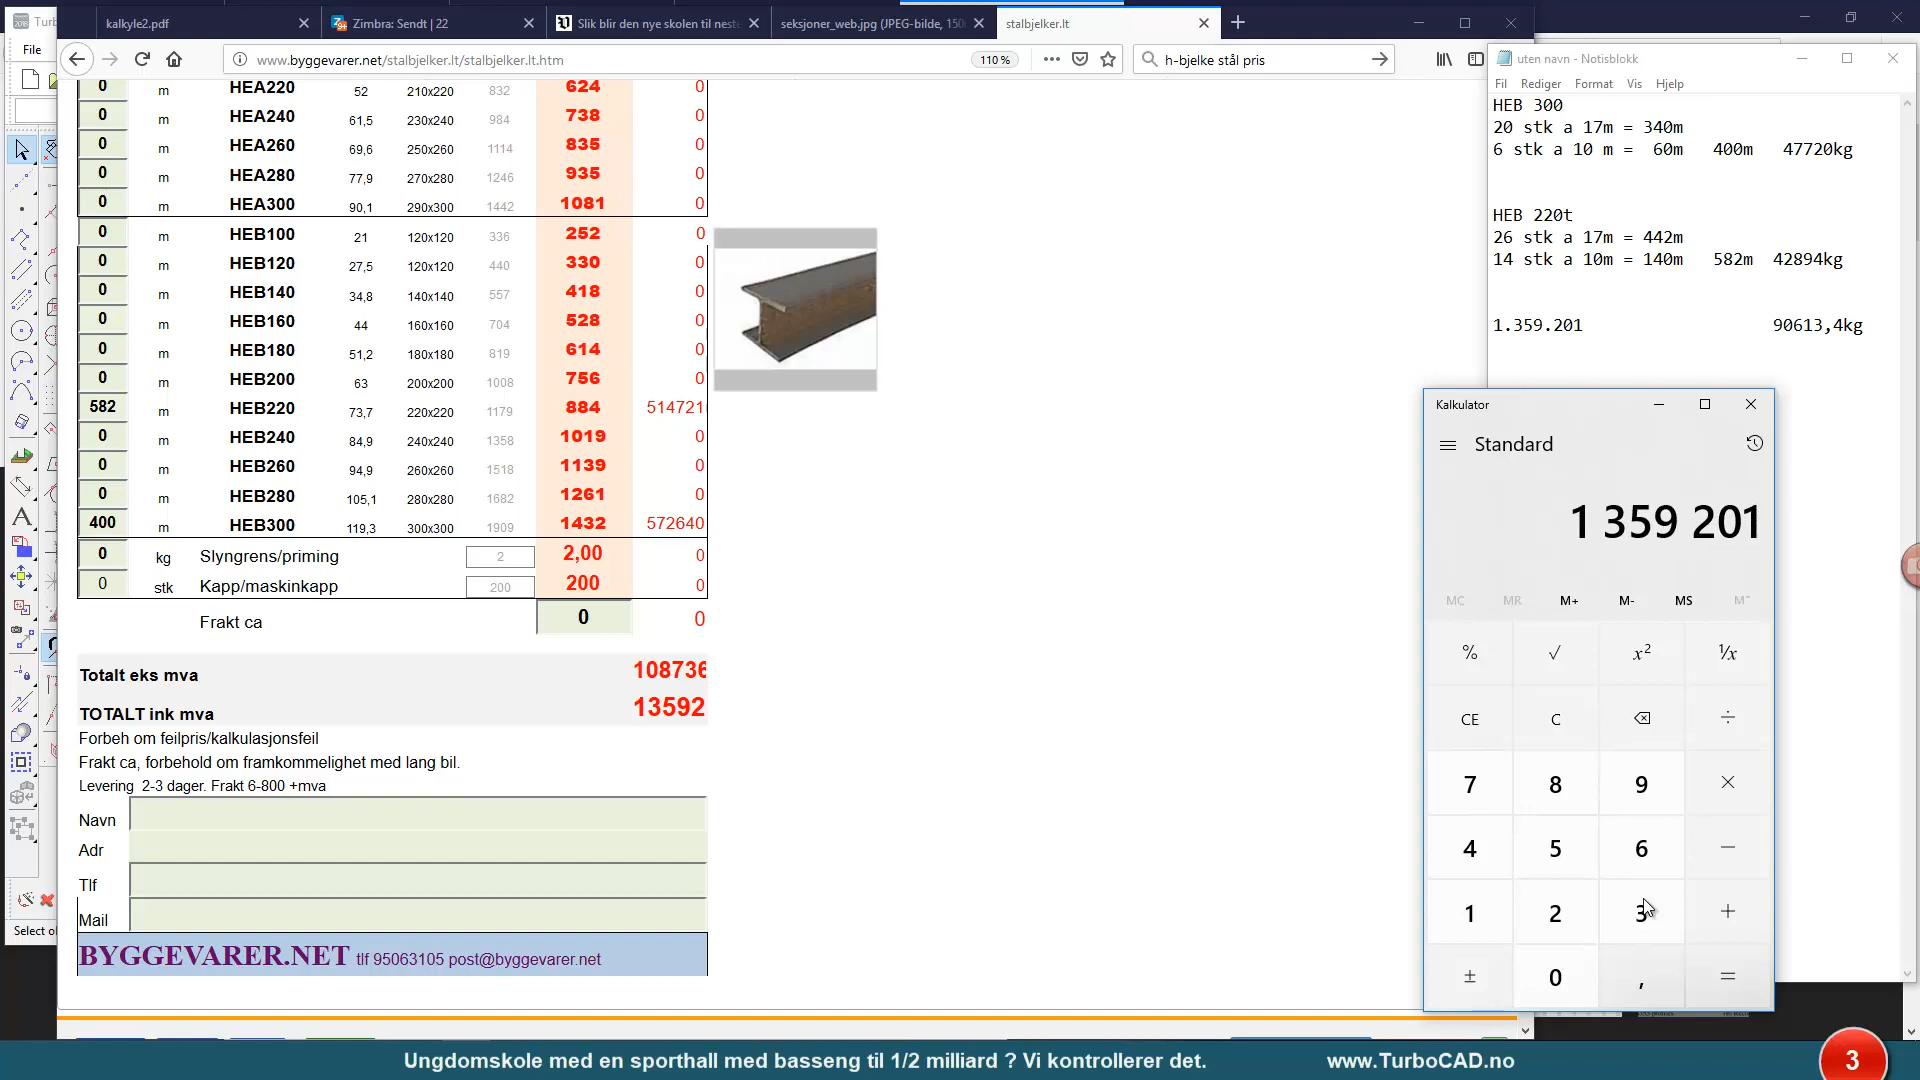 Turb
kalkyle2.pdf
Zimbra: Sendt | 22
Slik blir den nye skolen til neste
seksjoner_web.jpg (JPEG-bilde, 150
stalbjelker.lt
File
www.byggevarer.net/stalbjelker.lt/stalbjelker.lt.htm
110 %
h-bjelke stål pris
0 m HEA220 52 210x220 832 624 0
0 m HEA240 61,5 230x240 984 738 0
0 m HEA260 69,6 250x260 1114 835 0
0 m HEA280 77,9 270x280 1246 935 0
0 m HEA300 90,1 290x300 1442 1081 0
0 m HEB100 21 120x120 336 252 0
0 m HEB120 27,5 120x120 440 330 0
0 m HEB140 34,8 140x140 557 418 0
0 m HEB160 44 160x160 704 528 0
0 m HEB180 51,2 180x180 819 614 0
0 m HEB200 63 200x200 1008 756 0
582 m HEB220 73,7 220x220 1179 884 514721
0 m HEB240 84,9 240x240 1358 1019 0
0 m HEB260 94,9 260x260 1518 1139 0
0 m HEB280 105,1 280x280 1682 1261 0
400 m HEB300 119,3 300x300 1909 1432 572640
0 kg Slyngrens/priming 2 2,00 0
0 stk Kapp/maskinkapp 200 200 0
Frakt ca 0 0
Totalt eks mva 108736
TOTALT ink mva 13592
Forbeh om feilpris/kalkulasjonsfeil
Frakt ca, forbehold om framkommelighet med lang bil.
Levering 2-3 dager. Frakt 6-800 +mva
Navn
Adr
Tlf
Mail
BYGGEVARER.NET tlf 95063105 post@byggevarer.net
Select ob
uten navn - Notisblokk
Fil Rediger Format Vis Hjelp
HEB 300
20 stk a 17m = 340m
6 stk a 10 m = 60m 400m 47720kg
HEB 220t
26 stk a 17m = 442m
14 stk a 10m = 140m 582m 42894kg
1.359.201 90613,4kg
Kalkulator
Standard
1 359 201
MC MR M+ M- MS M˅
% √ x² ¹/x
CE C ÷
7 8 9 ×
4 5 6 −
1 2 3 +
± 0 , =
Ungdomskole med en sporthall med basseng til 1/2 milliard ? Vi kontrollerer det. www.TurboCAD.no
3